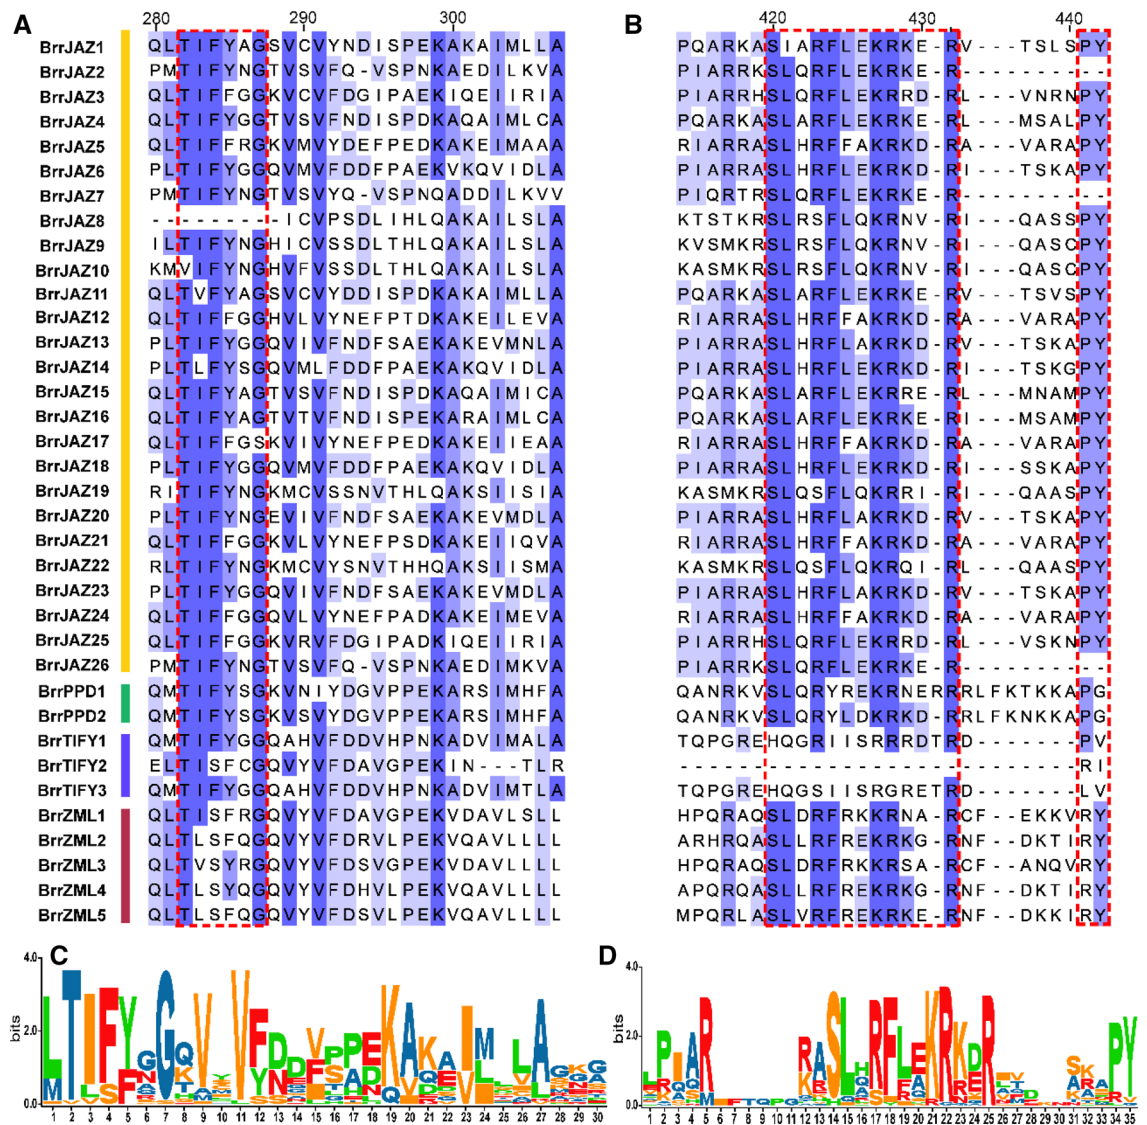 A
280 290 300
BrrJAZ1 QLTIFYAGSVCVYNDISPEKAKAIMLLA
BrrJAZ2 PMTIFYNGTVSVFQ-VSPNKAEDILKVA
BrrJAZ3 QLTIFFGGKVCVFDGIPAEKIQEIIRIA
BrrJAZ4 QLTIFYGGTVSVFNDISPDKAQAIMLCA
BrrJAZ5 QLTIFFRGKVMVYDEFPEDKAKEIMAAA
BrrJAZ6 PLTIFYGGQVMVFDDFPAEKVKQVIDLA
BrrJAZ7 PMTIFYNGTVSVYQ-VSPNQADDILKVV
BrrJAZ8 ---------ICVPSDLIHLQAKAILSLA
BrrJAZ9 ILTIFYNGHICVSSDLTHLQAKAILSLA
BrrJAZ10 KMVIFYNGHVFVSSDLTHLQAKAILSLA
BrrJAZ11 QLTVFYAGSVCVYDDISPDKAKAIMLLA
BrrJAZ12 QLTIFFGGHVLVYNEFPTDKAKEILEVA
BrrJAZ13 PLTIFYGGQVIVFNDFSAEKAKEVMNLA
BrrJAZ14 PLTLFYSGQVMLFDDFPAEKAKQVIDLA
BrrJAZ15 QLTIFYAGTVSVFNDISPDKAQAIMICA
BrrJAZ16 QLTIFYAGTVTVFNDISPEKARAIMLCA
BrrJAZ17 QLTIFFGSKVIVYNEFPEDKAKEIIEAA
BrrJAZ18 PLTIFYGGQVMVFDDFPAEKAKQVIDLA
BrrJAZ19 RITIFYNGKMCVSSNVTHLQAKSIISIA
BrrJAZ20 PLTIFYNGEVIVFNDFSAEKAKEVMDLA
BrrJAZ21 QLTIFFGGKVLVYNEFPSDKAKEIIQVA
BrrJAZ22 RLTIFYNGKMCVYSNVTHHQAKSIISMA
BrrJAZ23 PLTIFYGGQVIVFNDFSAEKAKEVMDLA
BrrJAZ24 QLTIFFGGQVLVYNEFPADKAKEIMEVA
BrrJAZ25 QLTIFFGGKVRVFDGIPADKIQEIIRIA
BrrJAZ26 PMTIFYNGTVSVFQ-VSPNKAEDIMKVA
BrrPPD1 QMTIFYSGKVNIYDGVPPEKARSIMHFA
BrrPPD2 QMTIFYSGKVSVYDGVPPEKARSIMHFA
BrrTIFY1 QMTIFYGGQAHVFDDVHPNKADVIMALA
BrrTIFY2 ELTISFCGQVYVFDAVGPEKIN---TLR
BrrTIFY3 QMTIFYGGQAHVFDDVHPNKADVIMTLA
BrrZML1 QLTISFRGQVYVFDAVGPEKVDAVLSLL
BrrZML2 QLTLSFQGQVYVFDRVLPEKVQAVLLLL
BrrZML3 QLTVSYRGQVYVFDSVGPEKVDAVLLLL
BrrZML4 QLTLSYQGQVYVFDHVLPEKVQAVLLLL
BrrZML5 QLTLSFQGQVYVFDSVLPEKVQAVLLLL
B
420 430 440
PQARKASIARFLEKRKE-RV---TSLSPY
PIARRKSLQRFLEKRKE-R----------
PIARRHSLQRFLEKRRD-RL---VNRNPY
PQARKASLARFLEKRKE-RL---MSALPY
RIARRASLHRFFAKRKD-RA---VARAPY
PIARRASLHRFLEKRKD-RV---TSKAPY
PIQRTRSLQRFLEKRKE-R----------
KTSTKRSLRSFLQKRNV-RI---QASSPY
KVSMKRSLRSFLQKRNV-RI---QASCPY
KASMKRSLRSFLQKRNV-RI---QASCPY
PQARKASLARFLEKRKE-RV---TSVSPY
RIARRASLHRFFAKRKD-RA---VARAPY
PIARRASLHRFLAKRKD-RV---TSKAPY
PIARRASLHRFLEKRKD-RI---TSKGPY
PQARKASLARFLEKRRE-RL---MNAMPY
PQARKASLARFLEKRKE-RL---MSAMPY
RIARRASLHRFFAKRKD-RA---VARAPY
PIARRASLHRFLEKRKD-RI---SSKAPY
KASMKRSLQSFLQKRRI-RI---QAASPY
PIARRASLHRFLAKRKD-RV---TSKAPY
RIARRASLHRFFAKRKD-RA---VARAPY
KASMKRSLQSFLQKRQI-RL---QAASPY
PIARRASLHRFLAKRKD-RV---TSKAPY
PIARRASLHRFFAKRKD-RA---VARAPY
PIARRHSLQRFLEKRRD-RL---VSKNPY
PIARRKSLQRFLEKRKE-R----------
QANRKVSLQRYREKRNERRRLFKTKKAPG
QANRKVSLQRYLDKRKD-RRLFKNKKAPG
TQPGREHQGRIISRRRDTRD-------PV
---------------------------RI
TQPGREHQGSIISRGRETRD-------LV
HPQRAQSLDRFRKKRNA-RCF--EKKVRY
ARHRQASLDRFRLKRKG-RNF--DKTIRY
HPQRAQSLDRFRKKRSA-RCF--ANQVRY
APQRQASLLRFREKRKG-RNF--DKTIRY
MPQRLASLVRFREKRKE-RNF--DKKIRY
C
4.0
2.0
0.0
bits
1 2 3 4 5 6 7 8 9 10 11 12 13 14 15 16 17 18 19 20 21 22 23 24 25 26 27 28 29 30
D
4.0
2.0
0.0
bits
1 2 3 4 5 6 7 8 9 10 11 12 13 14 15 16 17 18 19 20 21 22 23 24 25 26 27 28 29 30 31 32 33 34 35